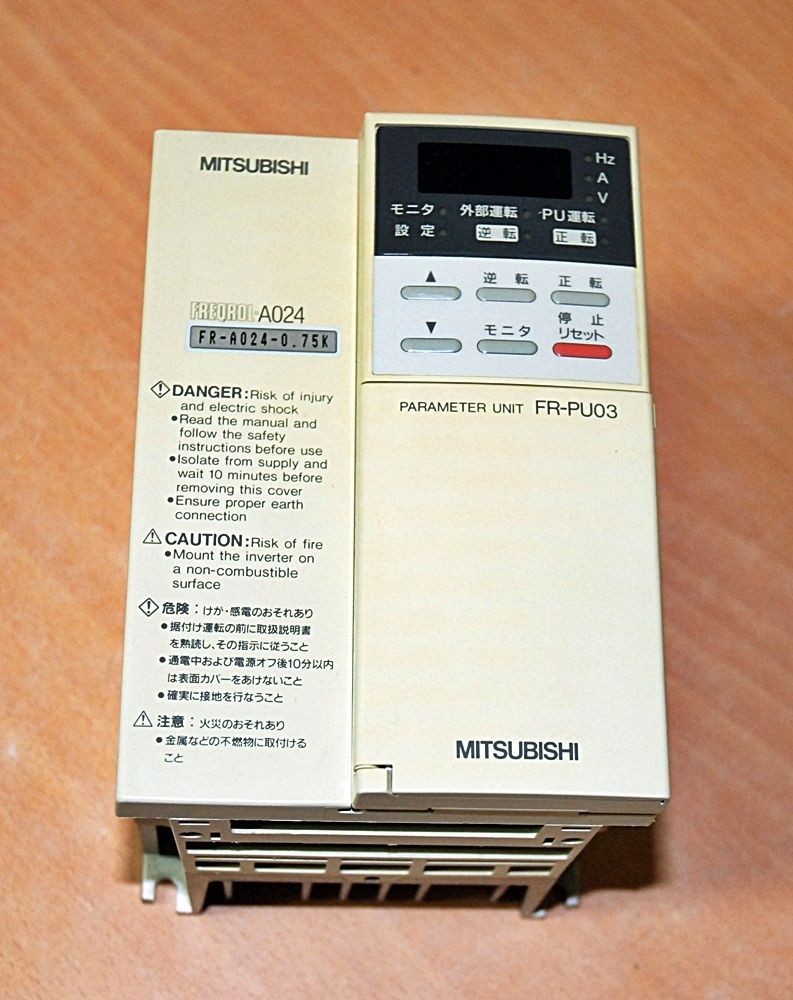 MITSUBISHI
FREQROL-A024
FR-A024-0.75K
DANGER:Risk of injury
and electric shock
•Read the manual and
follow the safety
instructions before use
•Isolate from supply and
wait 10 minutes before
removing this cover
•Ensure proper earth
connection
CAUTION:Risk of fire
•Mount the inverter on
a non-combustible
surface
危険：けが・感電のおそれあり
•据付け運転の前に取扱説明書
を熟読し、その指示に従うこと
•通電中および電源オフ後10分以内
は表面カバーをあけないこと
•確実に接地を行なうこと
注意：火災のおそれあり
•金属などの不燃物に取付ける
こと
Hz
A
V
モニタ 外部運転 PU運転
設定 逆転 正転
▲ 逆転 正転
停止
▼ モニタ リセット
PARAMETER UNIT FR-PU03
MITSUBISHI